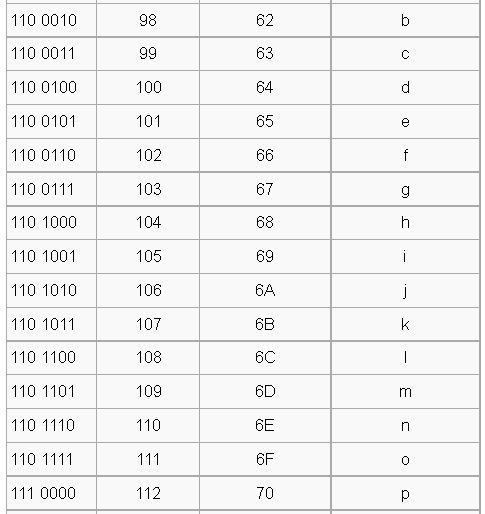 110 0010 98 62 b
110 0011 99 63 c
110 0100 100 64 d
110 0101 101 65 e
110 0110 102 66 f
110 0111 103 67 g
110 1000 104 68 h
110 1001 105 69 i
110 1010 106 6A j
110 1011 107 6B k
110 1100 108 6C l
110 1101 109 6D m
110 1110 110 6E n
110 1111 111 6F o
111 0000 112 70 p